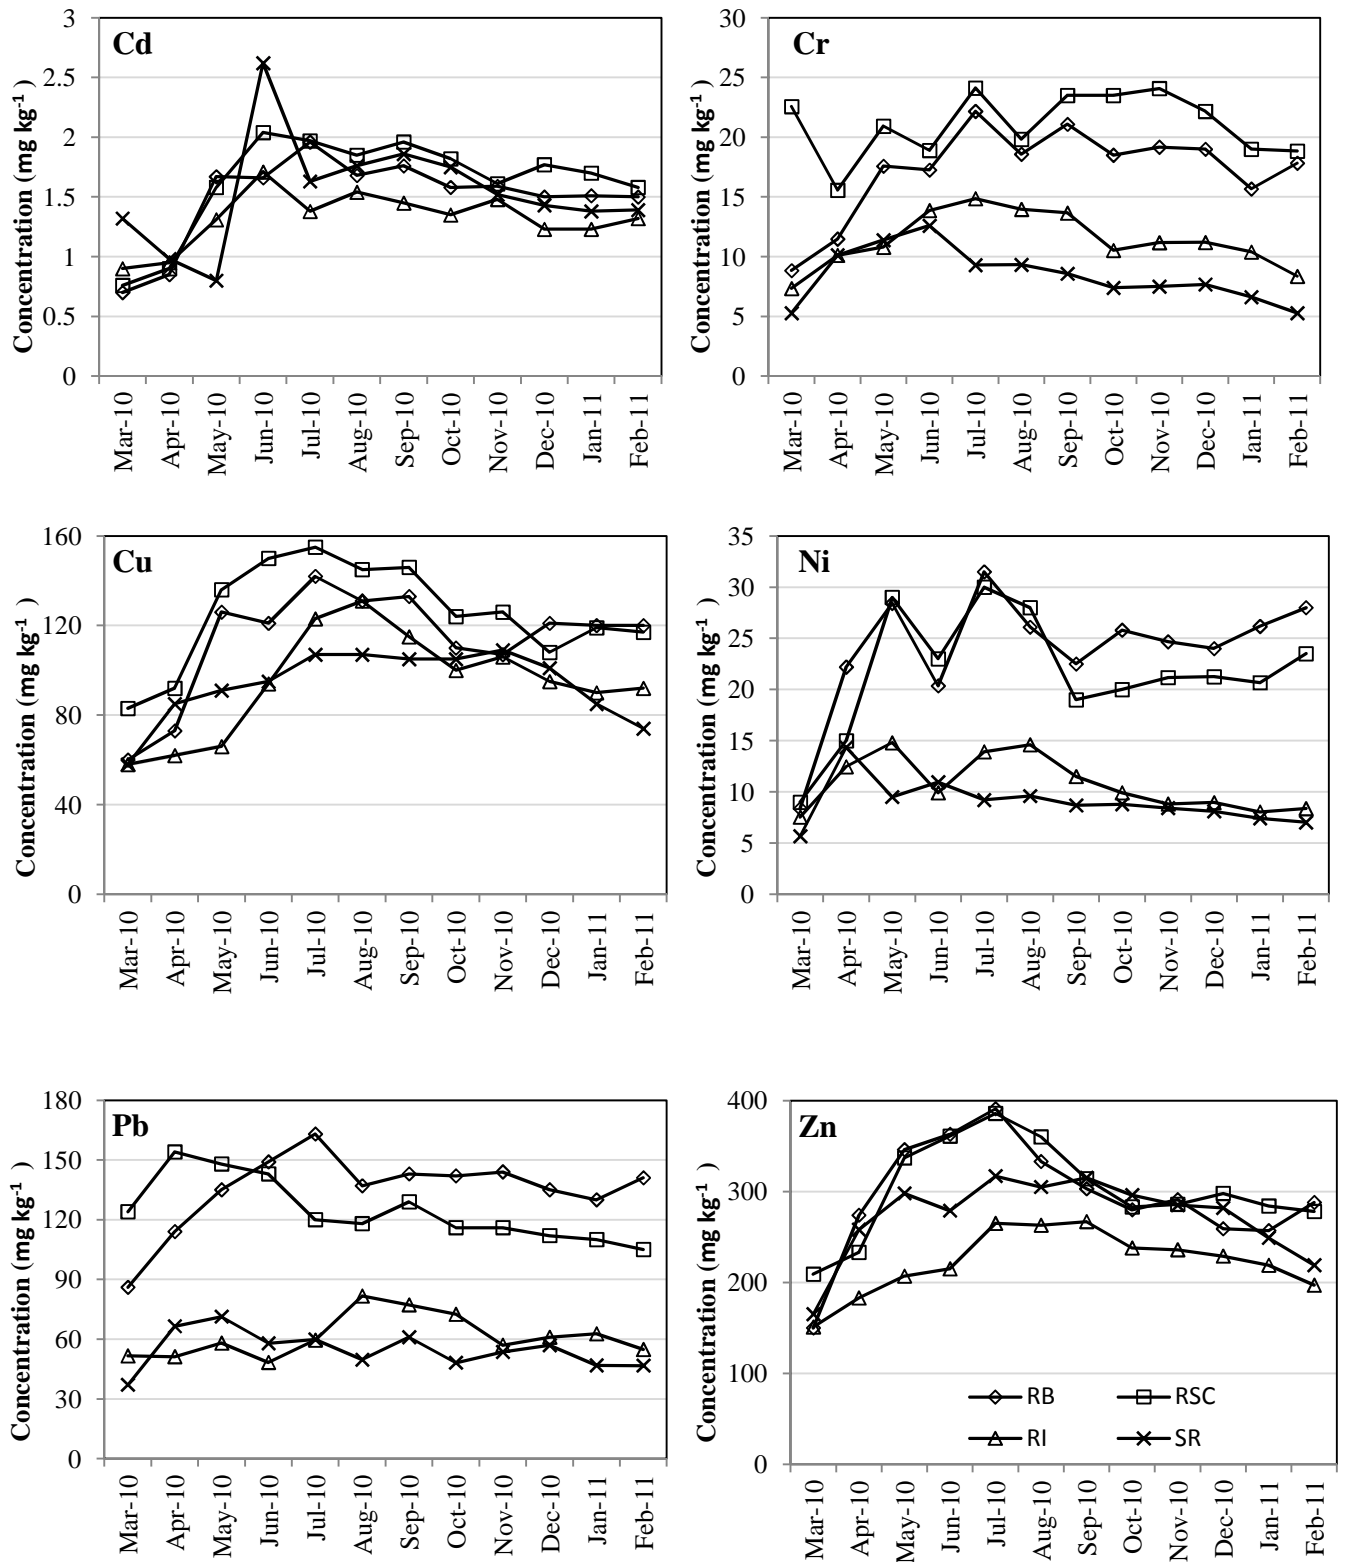 Cd
Concentration (mg kg-1 )
3
2.5
2
1.5
1
0.5
0
Mar-10
Apr-10
May-10
Jun-10
Jul-10
Aug-10
Sep-10
Oct-10
Nov-10
Dec-10
Jan-11
Feb-11
Cr
Concentration (mg kg-1 )
30
25
20
15
10
5
0
Mar-10
Apr-10
May-10
Jun-10
Jul-10
Aug-10
Sep-10
Oct-10
Nov-10
Dec-10
Jan-11
Feb-11
Cu
Concentration (mg kg-1 )
160
120
80
40
0
Mar-10
Apr-10
May-10
Jun-10
Jul-10
Aug-10
Sep-10
Oct-10
Nov-10
Dec-10
Jan-11
Feb-11
Ni
Concentration (mg kg-1 )
35
30
25
20
15
10
5
0
Mar-10
Apr-10
May-10
Jun-10
Jul-10
Aug-10
Sep-10
Oct-10
Nov-10
Dec-10
Jan-11
Feb-11
Pb
Concentration (mg kg-1 )
180
150
120
90
60
30
0
Mar-10
Apr-10
May-10
Jun-10
Jul-10
Aug-10
Sep-10
Oct-10
Nov-10
Dec-10
Jan-11
Feb-11
Zn
Concentration (mg kg-1 )
400
300
200
100
0
RB
RSC
RI
SR
Mar-10
Apr-10
May-10
Jun-10
Jul-10
Aug-10
Sep-10
Oct-10
Nov-10
Dec-10
Jan-11
Feb-11